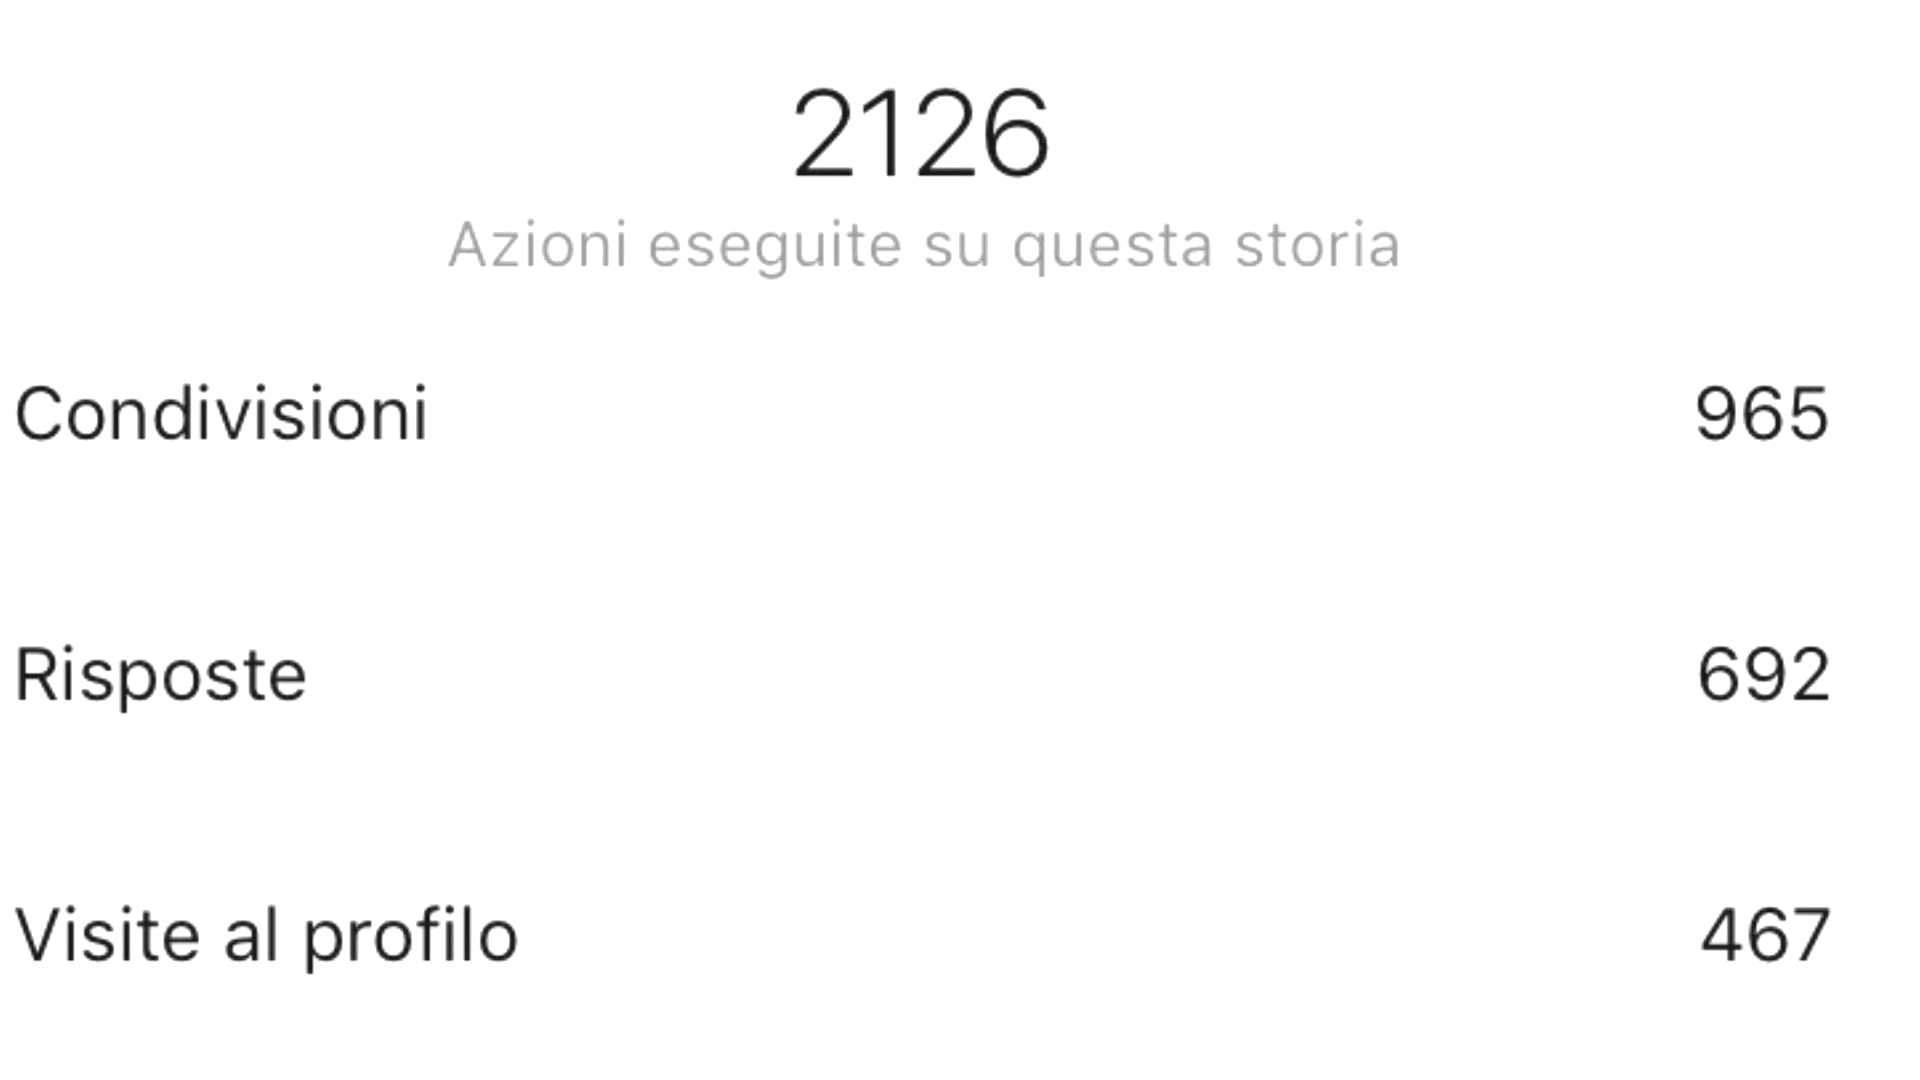 2126
Azioni eseguite su questa storia
Condivisioni 965
Risposte 692
Visite al profilo 467